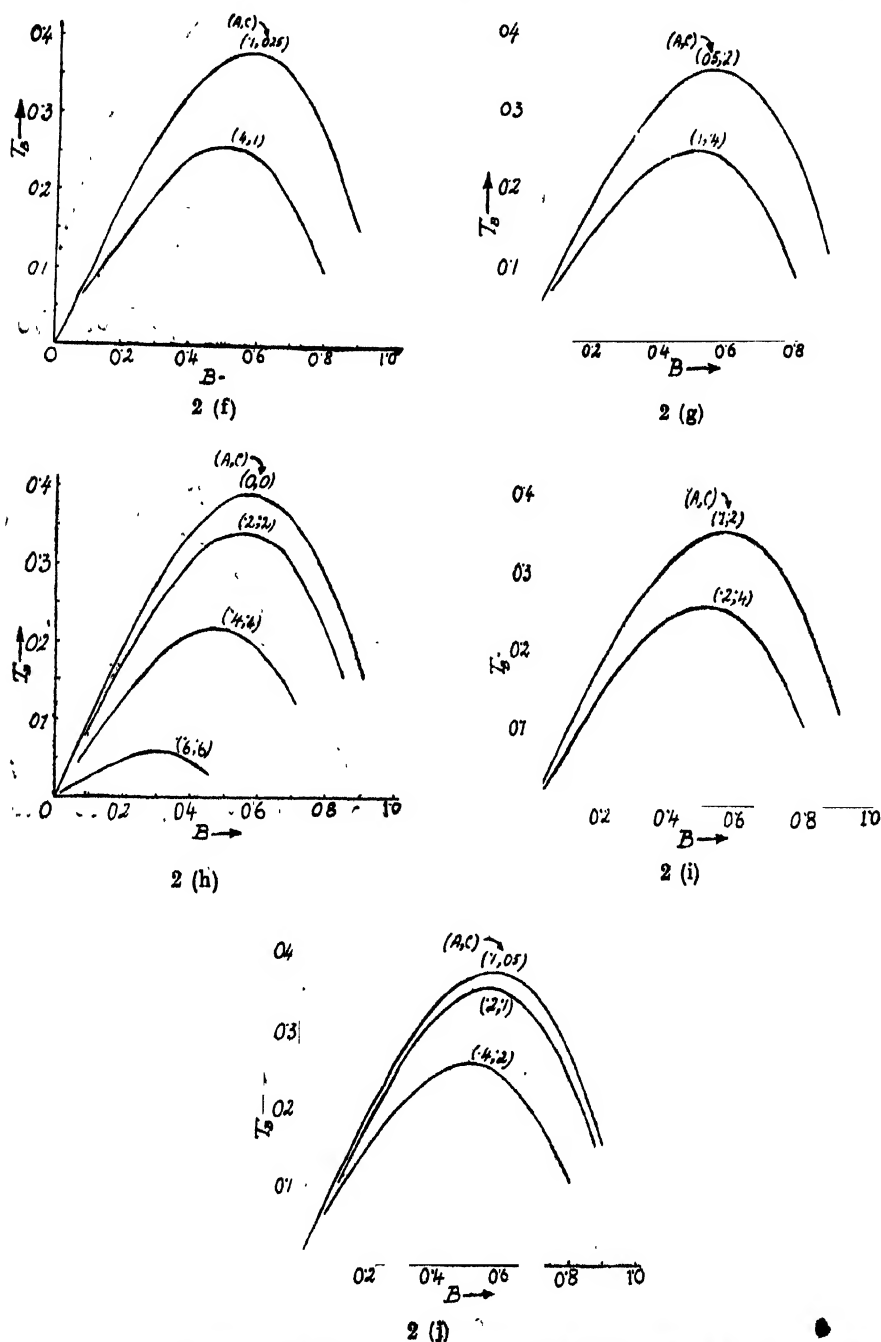 (A,C)
(·1,·025)
(·4,·1)
0·4
0·3
0·2
0·1
0
T_B
0·2 0·4 0·6 0·8 1·0
B
2 (f)
(A,C)
(·05,·2)
(·1,·4)
0·4
0·3
0·2
0·1
T_B
0·2 0·4 0·6 0·8
B
2 (g)
(A,C)
(0,0)
(·2,·2)
(·4,·4)
(·6,·6)
0·4
0·3
0·2
0·1
0
T_B
0·2 0·4 0·6 0·8 1·0
B
2 (h)
(A,C)
(·1,·2)
(·2,·4)
0·4
0·3
0·2
0·1
T_B
0·2 0·4 0·6 0·8 1·0
B
2 (i)
(A,C)
(·1,·05)
(·2,·1)
(·4,·2)
0·4
0·3
0·2
0·1
T_B
0·2 0·4 0·6 0·8 1·0
B
2 (j)